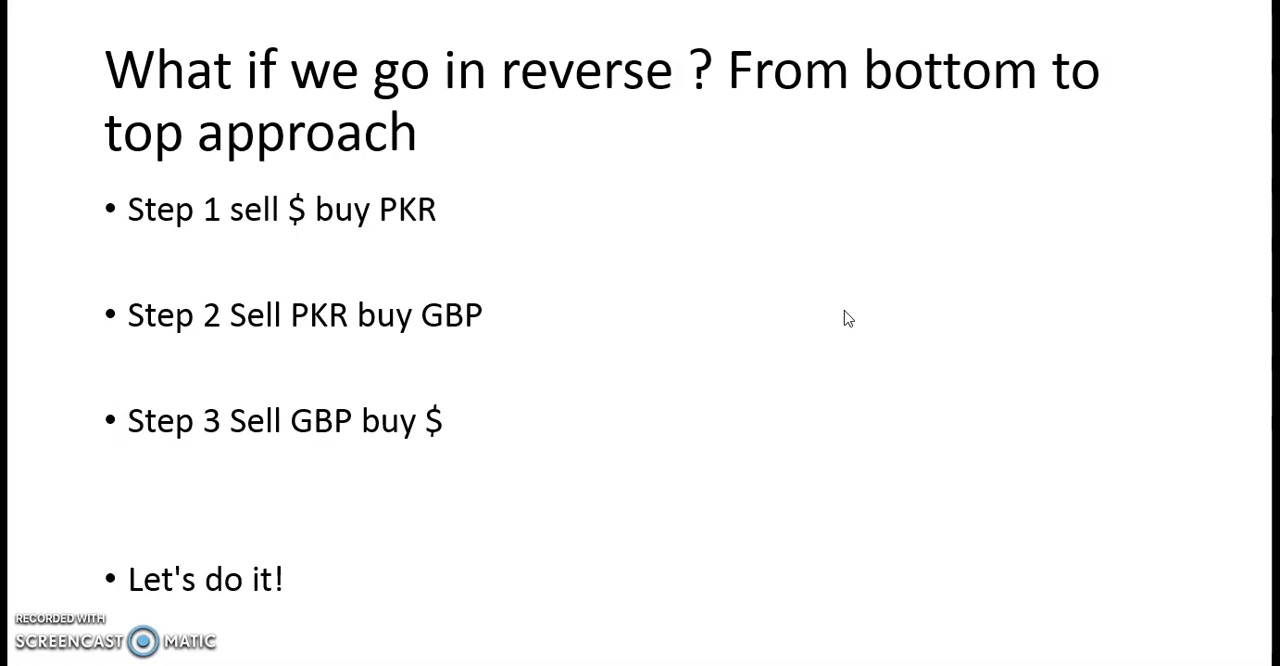 What if we go in reverse ? From bottom to
top approach
• Step 1 sell $ buy PKR
• Step 2 Sell PKR buy GBP
• Step 3 Sell GBP buy $
• Let's do it!
RECORDED WITH
SCREENCAST MATIC